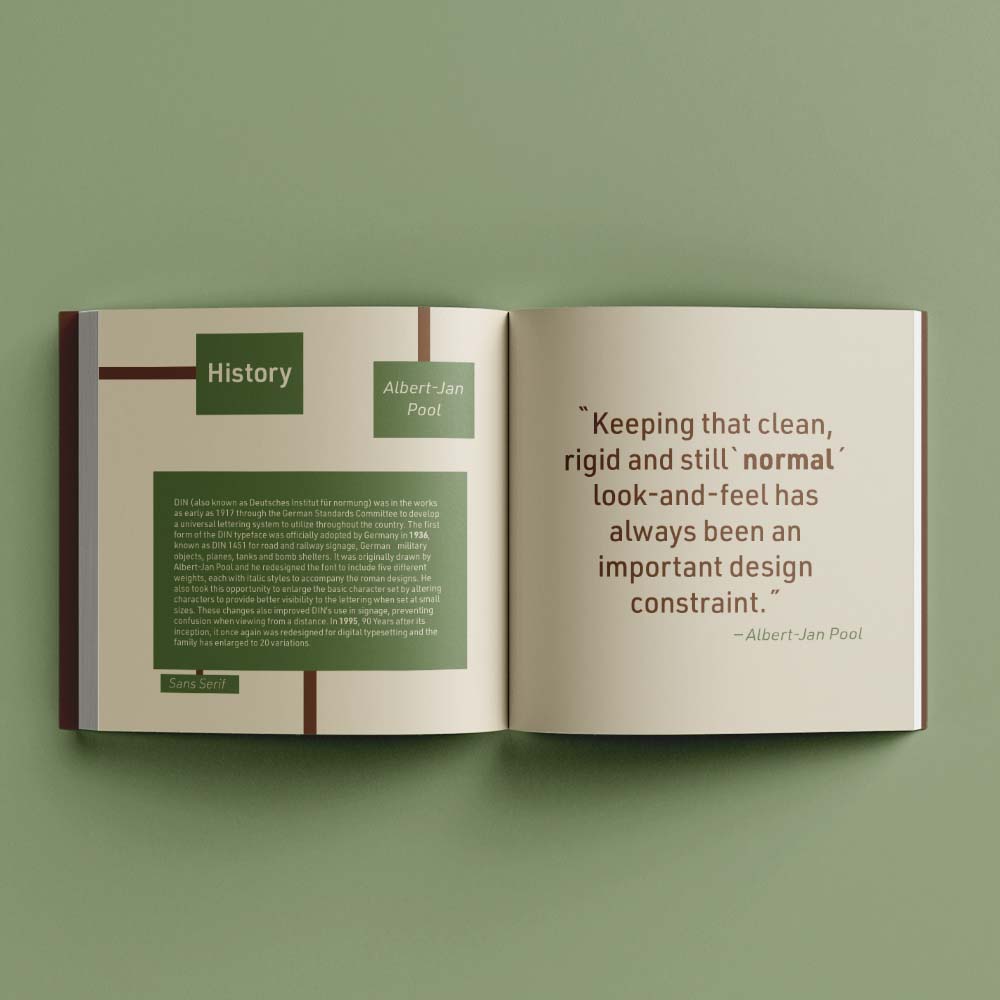 History
Albert-Jan
Pool
DIN (also known as Deutsches Institut für normung) was in the works
as early as 1917 through the German Standards Committee to develop
a universal lettering system to utilize throughout the country. The first
form of the DIN typeface was officially adopted by Germany in 1936,
known as DIN 1451 for road and railway signage, German military
objects, planes, tanks and bomb shelters. It was originally drawn by
Albert-Jan Pool and he redesigned the font to include five different
weights, each with italic styles to accompany the roman designs. He
also took this opportunity to enlarge the basic character set by altering
characters to provide better visibility to the lettering when set at small
sizes. These changes also improved DIN's use in signage, preventing
confusion when viewing from a distance. In 1995, 90 Years after its
inception, it once again was redesigned for digital typesetting and the
family has enlarged to 20 variations.
Sans Serif
‶Keeping that clean,
rigid and still `normal´
look-and-feel has
always been an
important design
constraint.″
—Albert-Jan Pool